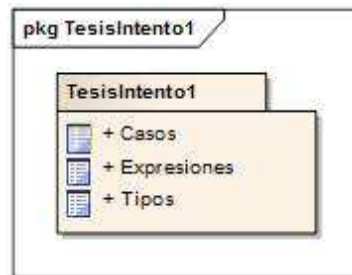 pkg TesisIntento1
TesisIntento1
+ Casos
+ Expresiones
+ Tipos